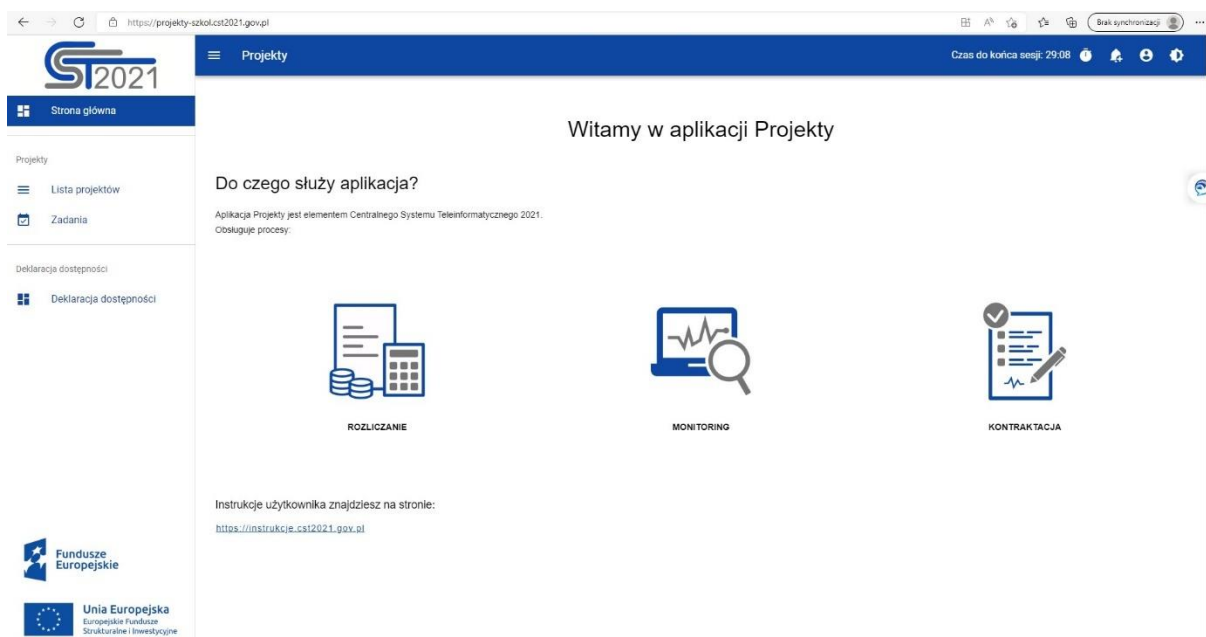 https://projekty-szkol.cst2021.gov.pl
Brak synchronizacji
ST2021
Projekty
Czas do końca sesji: 29:08
Strona główna
Projekty
Lista projektów
Zadania
Deklaracja dostępności
Deklaracja dostępności
Witamy w aplikacji Projekty
Do czego służy aplikacja?
Aplikacja Projekty jest elementem Centralnego Systemu Teleinformatycznego 2021.
Obsługuje procesy:
ROZLICZANIE
MONITORING
KONTRAKTACJA
Instrukcje użytkownika znajdziesz na stronie:
https://instrukcje.cst2021.gov.pl
Fundusze
Europejskie
Unia Europejska
Europejskie Fundusze
Strukturalne i Inwestycyjne